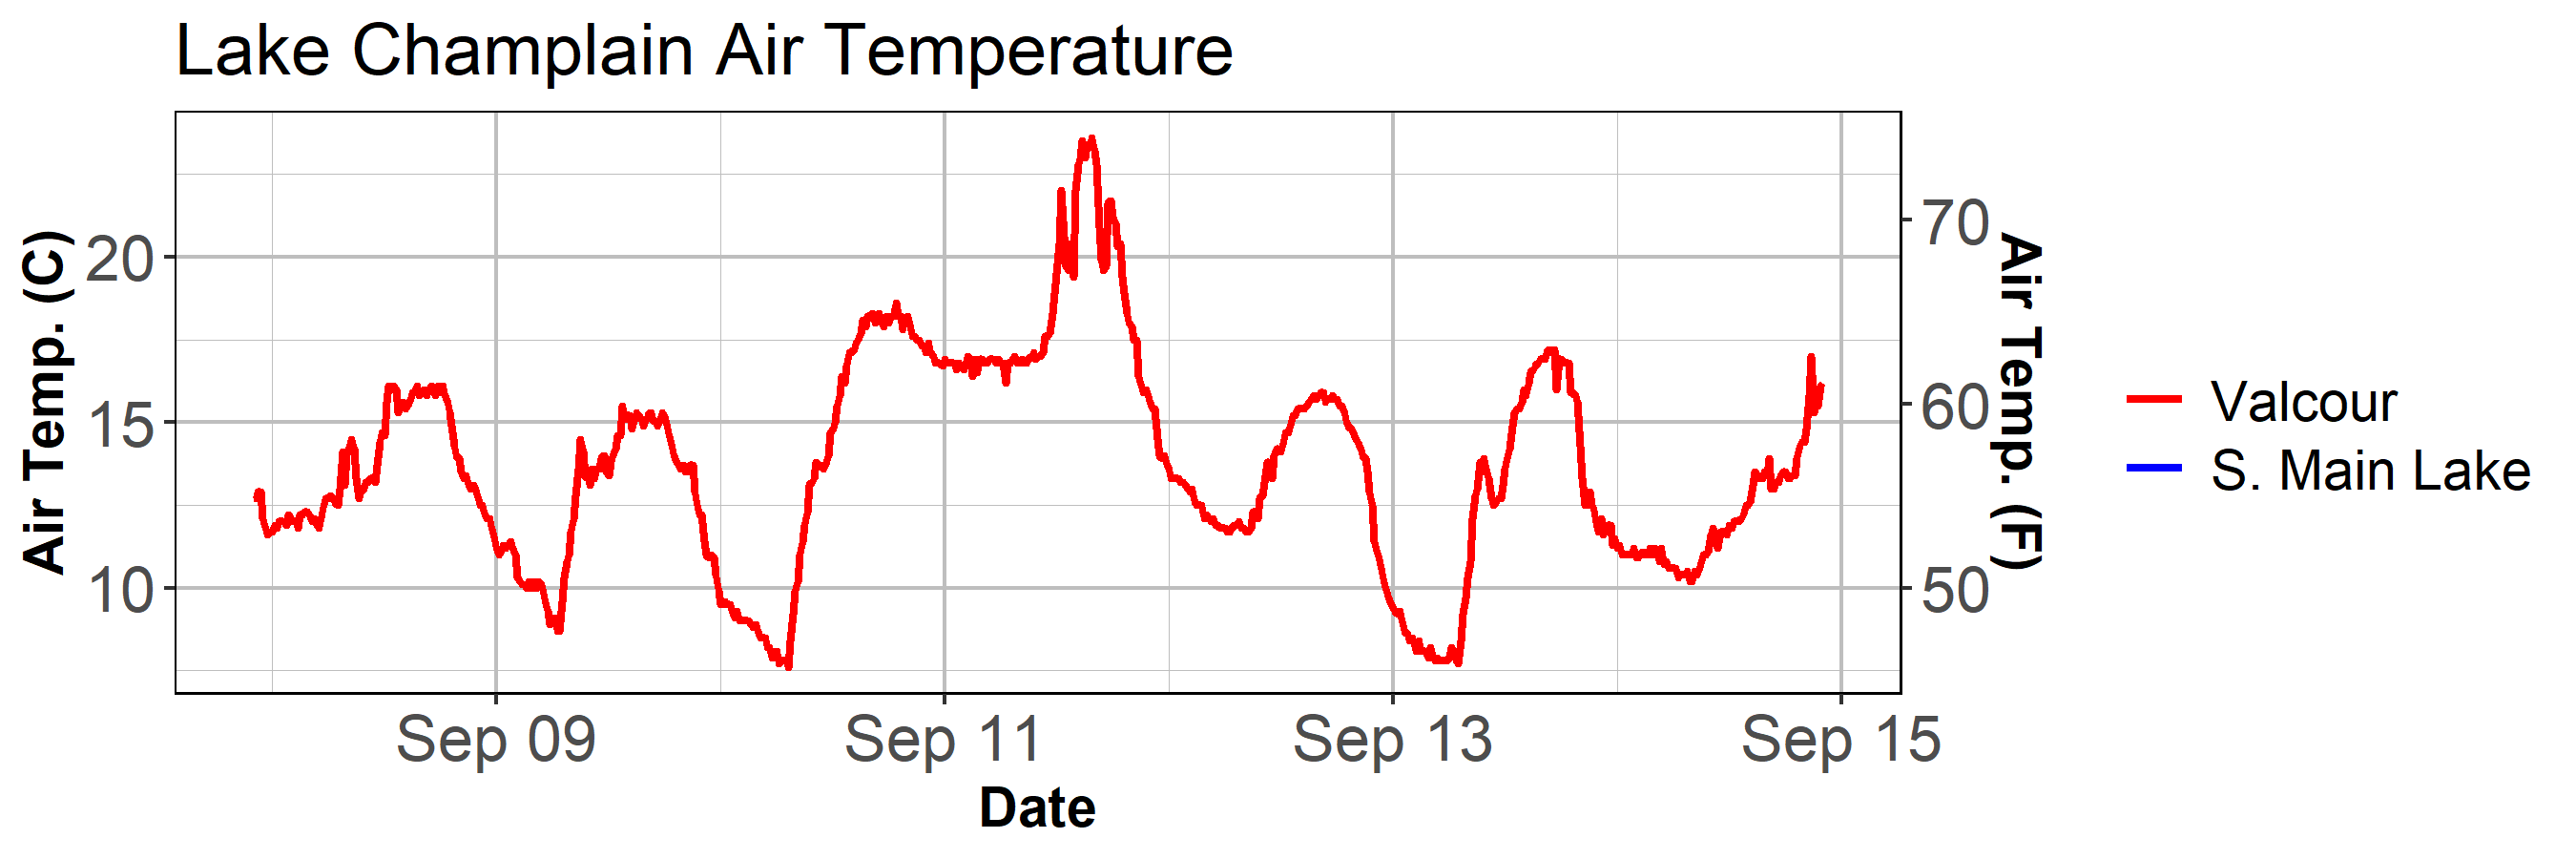 Lake Champlain Air Temperature
Air Temp. (C)
20
15
10
70
60
50
Air Temp. (F)
Sep 09
Sep 11
Sep 13
Sep 15
Date
Valcour
S. Main Lake